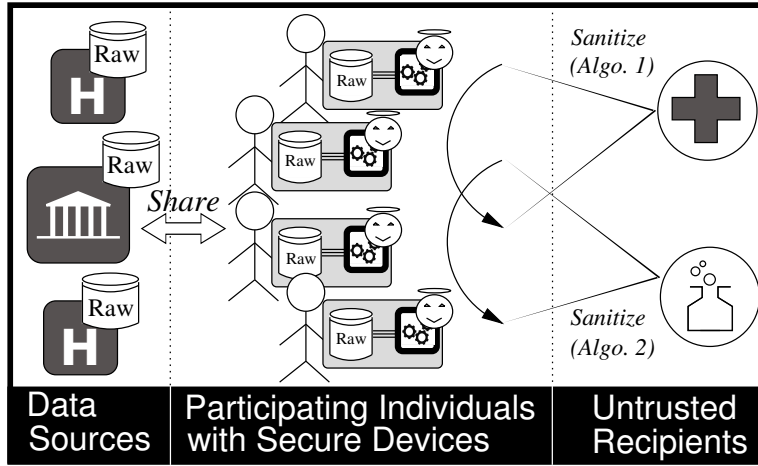 Raw
H
Raw
Raw
H
Share
Raw
Raw
Raw
Raw
Sanitize
(Algo. 1)
Sanitize
(Algo. 2)
Data
Sources
Participating Individuals
with Secure Devices
Untrusted
Recipients